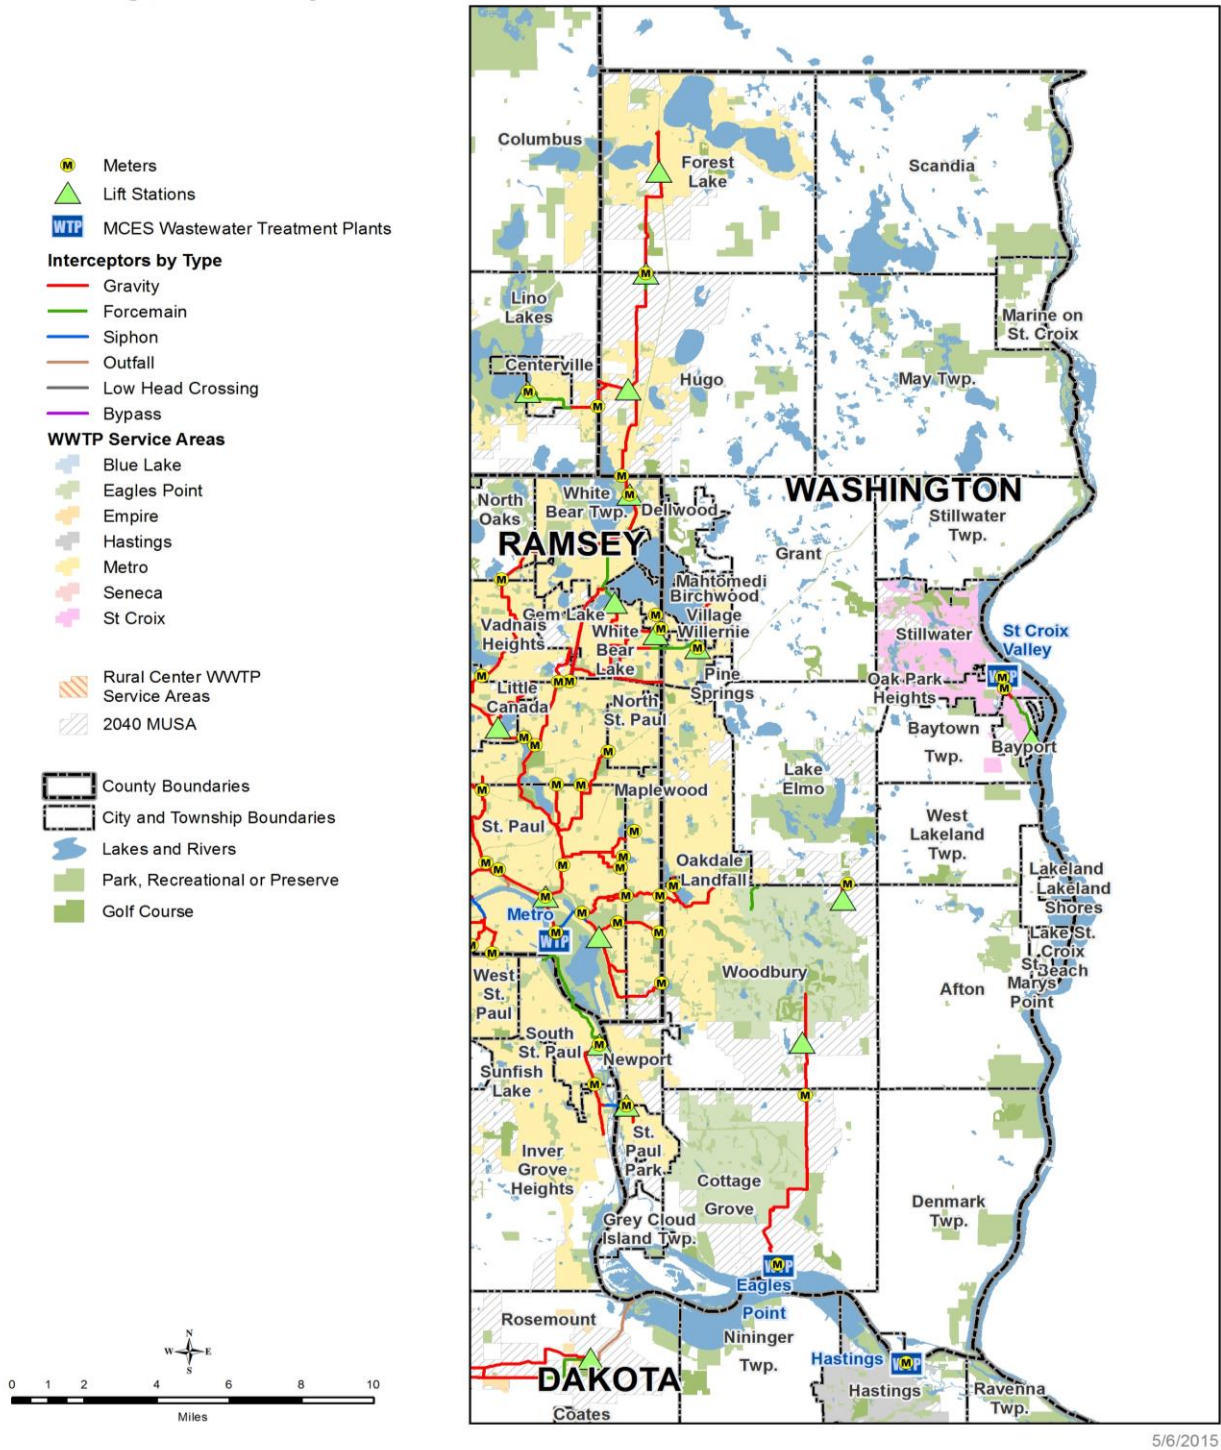 Meters
Lift Stations
WTP
MCES Wastewater Treatment Plants
Interceptors by Type
Gravity
Forcemain
Siphon
Outfall
Low Head Crossing
Bypass
WWTP Service Areas
Blue Lake
Eagles Point
Empire
Hastings
Metro
Seneca
St Croix
Rural Center WWTP
Service Areas
2040 MUSA
County Boundaries
City and Township Boundaries
Lakes and Rivers
Park, Recreational or Preserve
Golf Course
N
W
E
S
0 1 2 4 6 8 10
Miles
Columbus
Forest
Lake
Scandia
Lino
Lakes
Marine on
St. Croix
Centerville
Hugo
May Twp.
WASHINGTON
North
Oaks
White
Bear Twp.
Dellwood
Stillwater
Twp.
RAMSEY
Grant
Mahtomedi
Birchwood
Village
Willernie
Gem Lake
Vadnais
Heights
White
Bear
Lake
Stillwater
St Croix
Valley
Pine
Springs
Oak Park
Heights
Little
Canada
North
St. Paul
Baytown
Twp.
Bayport
Lake
Elmo
Maplewood
St. Paul
West
Lakeland
Twp.
Oakdale
Landfall
Lakeland
Lakeland
Shores
Metro
WTP
Lake St.
Croix
Beach
St.
Marys
Point
West
St.
Paul
Woodbury
Afton
South
St. Paul
Newport
Sunfish
Lake
St.
Paul
Park
Inver
Grove
Heights
Cottage
Grove
Denmark
Twp.
Grey Cloud
Island Twp.
Eagles
Point
Rosemount
Nininger
Twp.
Hastings
Hastings
DAKOTA
Ravenna
Twp.
Coates
5/6/2015